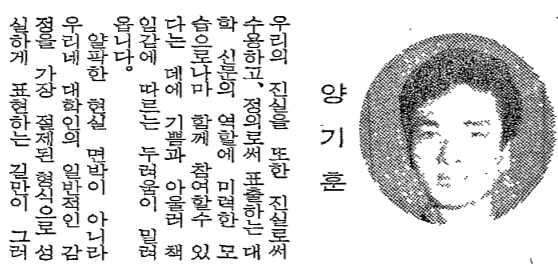 양기훈
우리의 진실을 또한 진실로써
수용하고, 정의로써 표출하는 대
학 신문의 역할에 미력한 모
습으로나마 함께 참여할수 있
다는 데에 기쁨과 아울러 책
임감에 따르는 두려움이 밀려
옵니다.
얄팍한 현실 면박이 아니라
우리네 대학인의 일반적인 감
정을 가장 절제된 형식으로 성
실하게 표현하는 길만이 그러